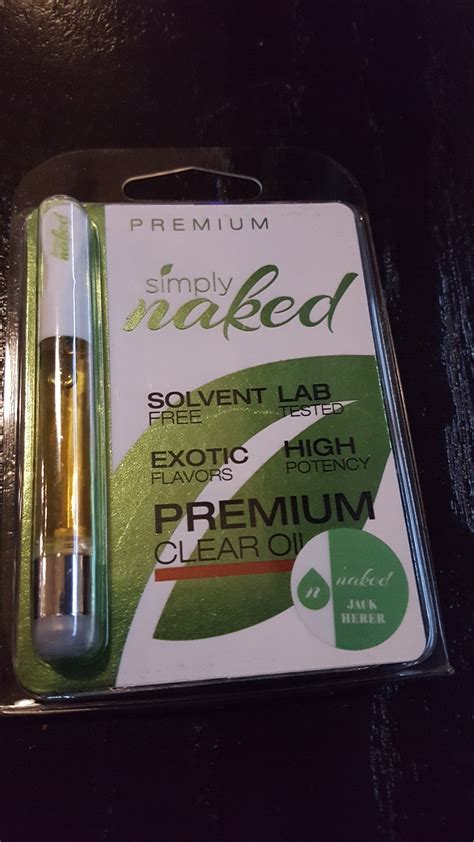 PREMIUM
simply
naked
naked
SOLVENT LAB
FREE TESTED
EXOTIC HIGH
FLAVORS POTENCY
PREMIUM
CLEAR OIL
n naked
JACK
HERER